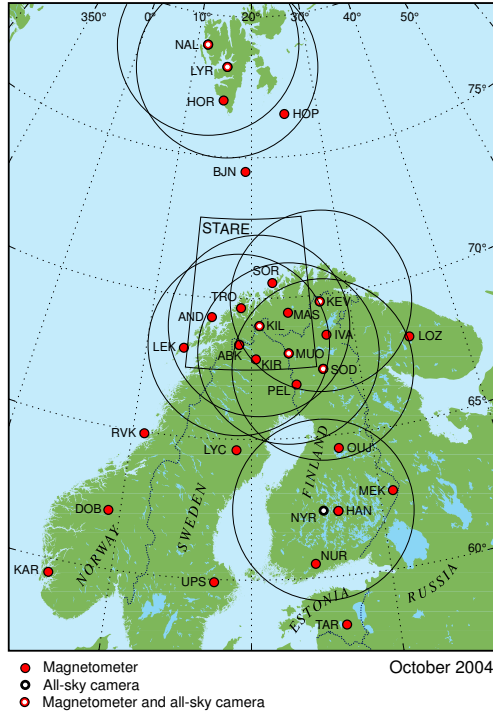 350°
0°
10°
20°
30°
40°
50°
NAL
LYR
HOR
HOP
75°
BJN
STARE
70°
SOR
TRO
KEV
AND
MAS
KIL
IVA
LOZ
LEK
ABK
MUO
KIR
SOD
PEL
65°
RVK
LYC
OUJ
FINLAND
MEK
SWEDEN
DOB
NYR
HAN
NORWAY
60°
NUR
KAR
UPS
RUSSIA
ESTONIA
TAR
Magnetometer
October 2004
All-sky camera
Magnetometer and all-sky camera